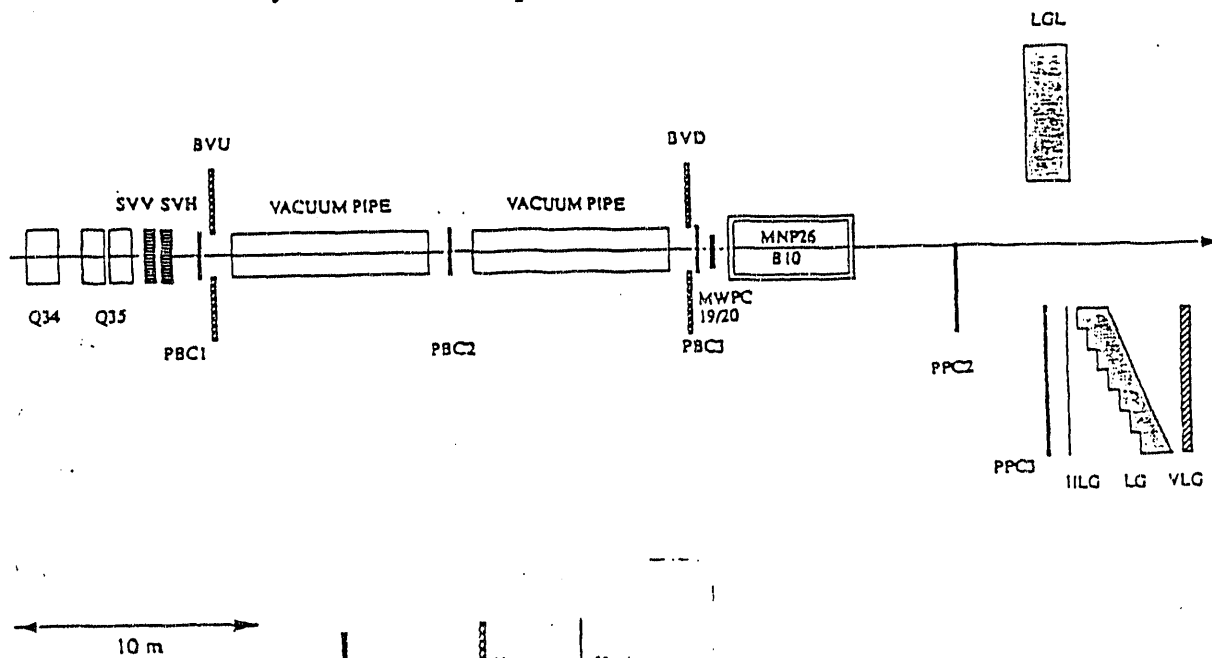 LGL
BVU
BVD
SVV SVH
VACUUM PIPE
VACUUM PIPE
MNP26
B10
Q34
Q35
MWPC
19/20
PBC1
PBC2
PBC3
PPC2
PPC3
LG
VLG
10 m